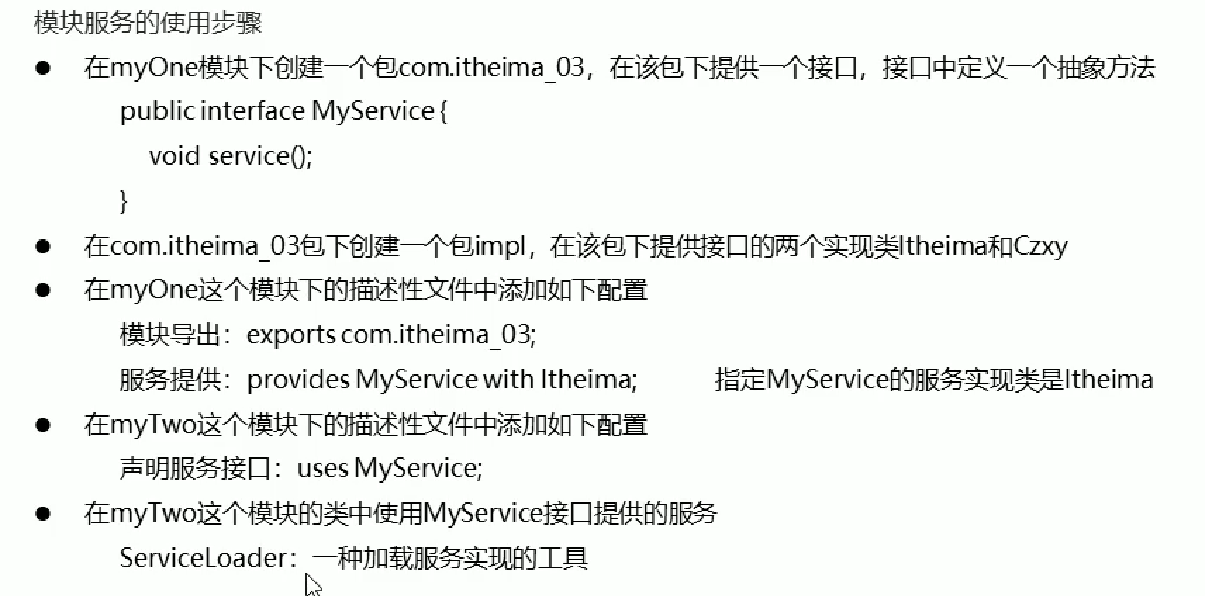 模块服务的使用步骤
● 在myOne模块下创建一个包com.itheima_03，在该包下提供一个接口，接口中定义一个抽象方法
public interface MyService {
void service();
}
● 在com.itheima_03包下创建一个包impl，在该包下提供接口的两个实现类Itheima和Czxy
● 在myOne这个模块下的描述性文件中添加如下配置
模块导出：exports com.itheima_03;
服务提供：provides MyService with Itheima; 指定MyService的服务实现类是Itheima
● 在myTwo这个模块下的描述性文件中添加如下配置
声明服务接口：uses MyService;
● 在myTwo这个模块的类中使用MyService接口提供的服务
ServiceLoader：一种加载服务实现的工具